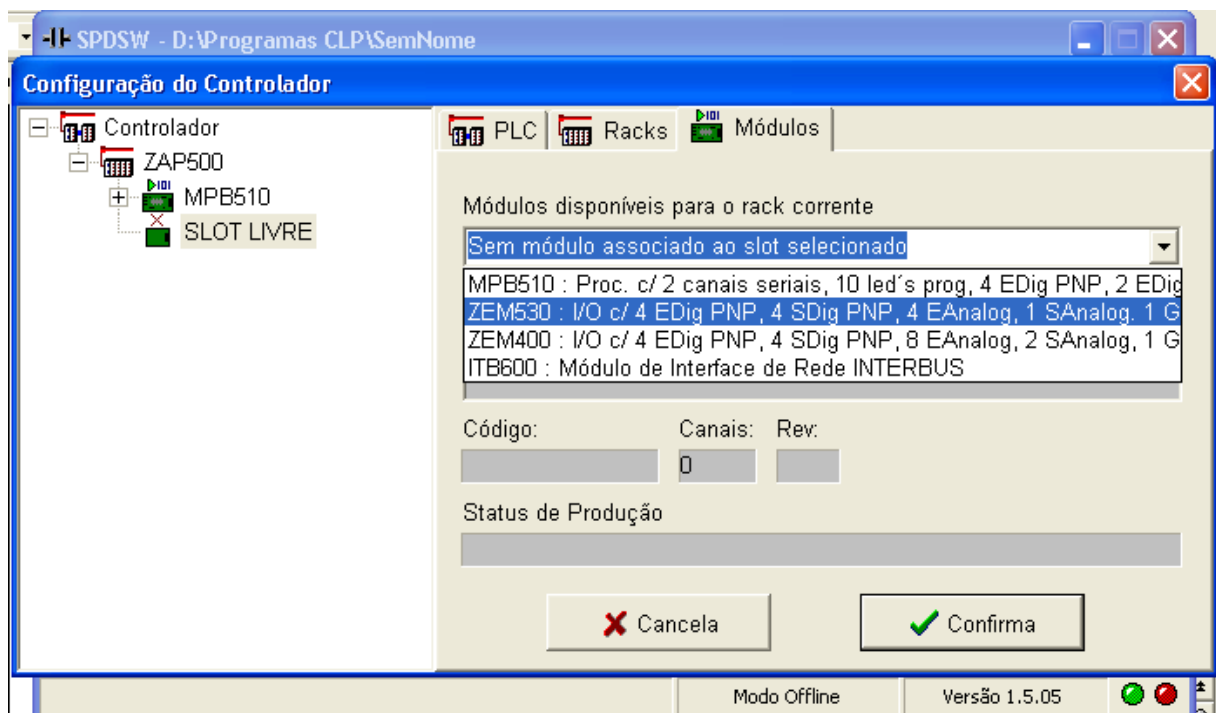 SPDSW - D:\Programas CLP\SemNome
Configuração do Controlador
Controlador
ZAP500
MPB510
SLOT LIVRE
PLC
Racks
Módulos
Módulos disponíveis para o rack corrente
Sem módulo associado ao slot selecionado
MPB510 : Proc. c/ 2 canais seriais, 10 led´s prog, 4 EDig PNP, 2 EDig
ZEM530 : I/O c/ 4 EDig PNP, 4 SDig PNP, 4 EAnalog, 1 SAnalog. 1 G
ZEM400 : I/O c/ 4 EDig PNP, 4 SDig PNP, 8 EAnalog, 2 SAnalog, 1 G
ITB600 : Módulo de Interface de Rede INTERBUS
Código: Canais: Rev:
0
Status de Produção
Cancela Confirma
Modo Offline Versão 1.5.05